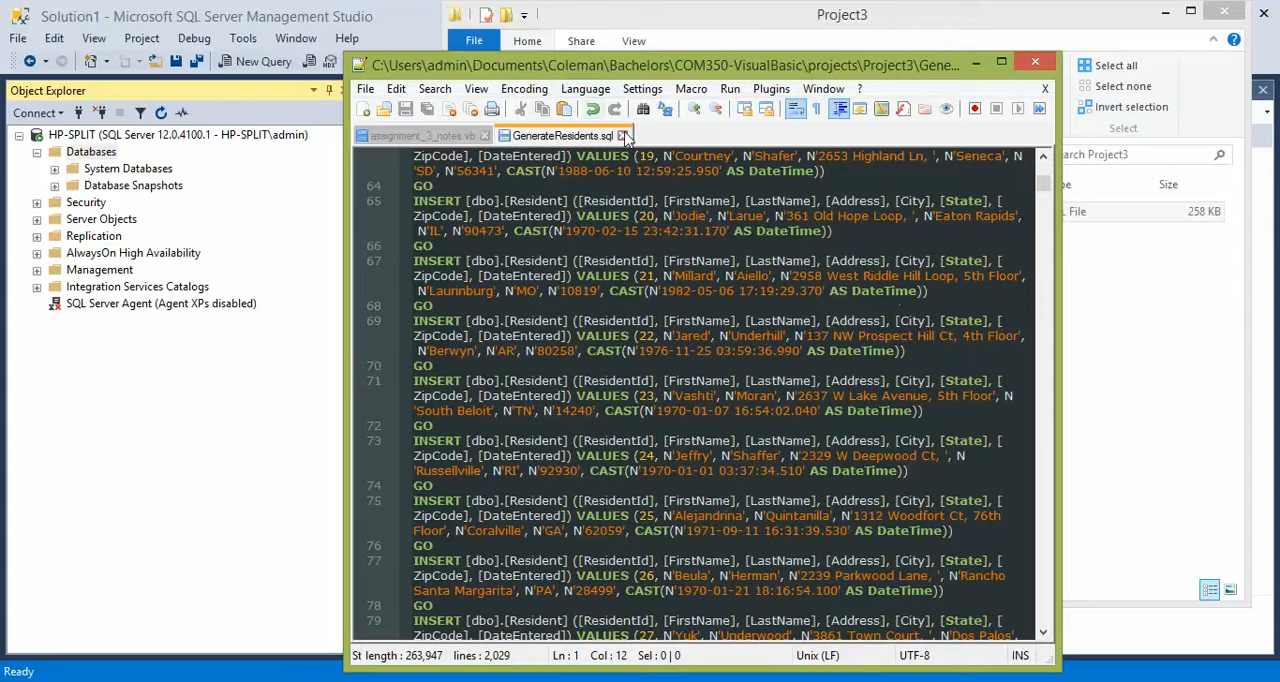 Solution1 - Microsoft SQL Server Management Studio
File Edit View Project Debug Tools Window Help
New Query
Object Explorer
Connect
HP-SPLIT (SQL Server 12.0.4100.1 - HP-SPLIT\admin)
Databases
System Databases
Database Snapshots
Security
Server Objects
Replication
AlwaysOn High Availability
Management
Integration Services Catalogs
SQL Server Agent (Agent XPs disabled)
Ready
Project3
File Home Share View
Select all
Select none
Invert selection
Select
arch Project3
pe Size
L File 258 KB
C:\Users\admin\Documents\Coleman\Bachelors\COM350-VisualBasic\projects\Project3\Gene...
File Edit Search View Encoding Language Settings Macro Run Plugins Window ? X
assignment_3_notes.vb GenerateResidents.sql
ZipCode], [DateEntered]) VALUES (19, N'Courtney', N'Shafer', N'2653 Highland Ln, ', N'Seneca', N
'SD', N'56341', CAST(N'1988-06-10 12:59:25.950' AS DateTime))
64 GO
65 INSERT [dbo].[Resident] ([ResidentId], [FirstName], [LastName], [Address], [City], [State], [
ZipCode], [DateEntered]) VALUES (20, N'Jodie', N'Larue', N'361 Old Hope Loop, ', N'Eaton Rapids',
N'IL', N'90473', CAST(N'1970-02-15 23:42:31.170' AS DateTime))
66 GO
67 INSERT [dbo].[Resident] ([ResidentId], [FirstName], [LastName], [Address], [City], [State], [
ZipCode], [DateEntered]) VALUES (21, N'Millard', N'Aiello', N'2958 West Riddle Hill Loop, 5th Floor',
N'Laurinburg', N'MO', N'10819', CAST(N'1982-05-06 17:19:29.370' AS DateTime))
68 GO
69 INSERT [dbo].[Resident] ([ResidentId], [FirstName], [LastName], [Address], [City], [State], [
ZipCode], [DateEntered]) VALUES (22, N'Jared', N'Underhill', N'137 NW Prospect Hill Ct, 4th Floor',
N'Berwyn', N'AR', N'80258', CAST(N'1976-11-25 03:59:36.990' AS DateTime))
70 GO
71 INSERT [dbo].[Resident] ([ResidentId], [FirstName], [LastName], [Address], [City], [State], [
ZipCode], [DateEntered]) VALUES (23, N'Vashti', N'Moran', N'2637 W Lake Avenue, 5th Floor', N
'South Beloit', N'TN', N'14240', CAST(N'1970-01-07 16:54:02.040' AS DateTime))
72 GO
73 INSERT [dbo].[Resident] ([ResidentId], [FirstName], [LastName], [Address], [City], [State], [
ZipCode], [DateEntered]) VALUES (24, N'Jeffry', N'Shaffer', N'2329 W Deepwood Ct, ', N
'Russellville', N'RI', N'92930', CAST(N'1970-01-01 03:37:34.510' AS DateTime))
74 GO
75 INSERT [dbo].[Resident] ([ResidentId], [FirstName], [LastName], [Address], [City], [State], [
ZipCode], [DateEntered]) VALUES (25, N'Alejandrina', N'Quintanilla', N'1312 Woodfort Ct, 76th
Floor', N'Coralville', N'GA', N'62059', CAST(N'1971-09-11 16:31:39.530' AS DateTime))
76 GO
77 INSERT [dbo].[Resident] ([ResidentId], [FirstName], [LastName], [Address], [City], [State], [
ZipCode], [DateEntered]) VALUES (26, N'Beula', N'Herman', N'2239 Parkwood Lane, ', N'Rancho
Santa Margarita', N'PA', N'28499', CAST(N'1970-01-21 18:16:54.100' AS DateTime))
78 GO
79 INSERT [dbo].[Resident] ([ResidentId], [FirstName], [LastName], [Address], [City], [State], [
ZipCode], [DateEntered]) VALUES (27, N'Yuk', N'Underwood', N'3861 Town Court, ', N'Dos Palos',
St length : 263,947 lines : 2,029 Ln : 1 Col : 12 Sel : 0 | 0 Unix (LF) UTF-8 INS